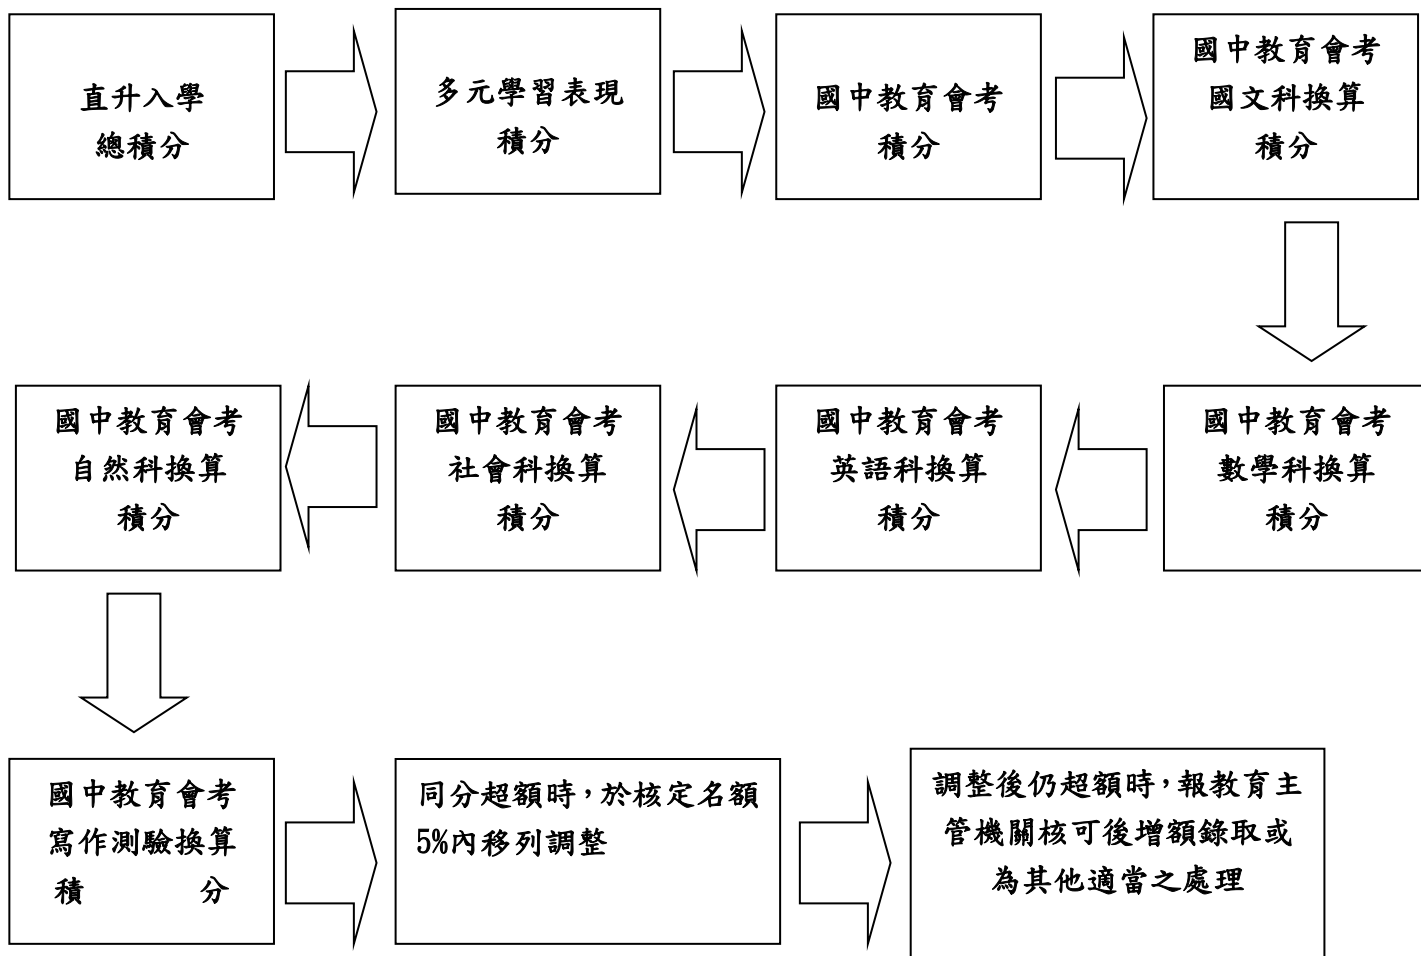 直升入學
總積分
多元學習表現
積分
國中教育會考
積分
國中教育會考
國文科換算
積分
國中教育會考
數學科換算
積分
國中教育會考
英語科換算
積分
國中教育會考
社會科換算
積分
國中教育會考
自然科換算
積分
國中教育會考
寫作測驗換算
積 分
同分超額時，於核定名額
5%內移列調整
調整後仍超額時，報教育主
管機關核可後增額錄取或
為其他適當之處理